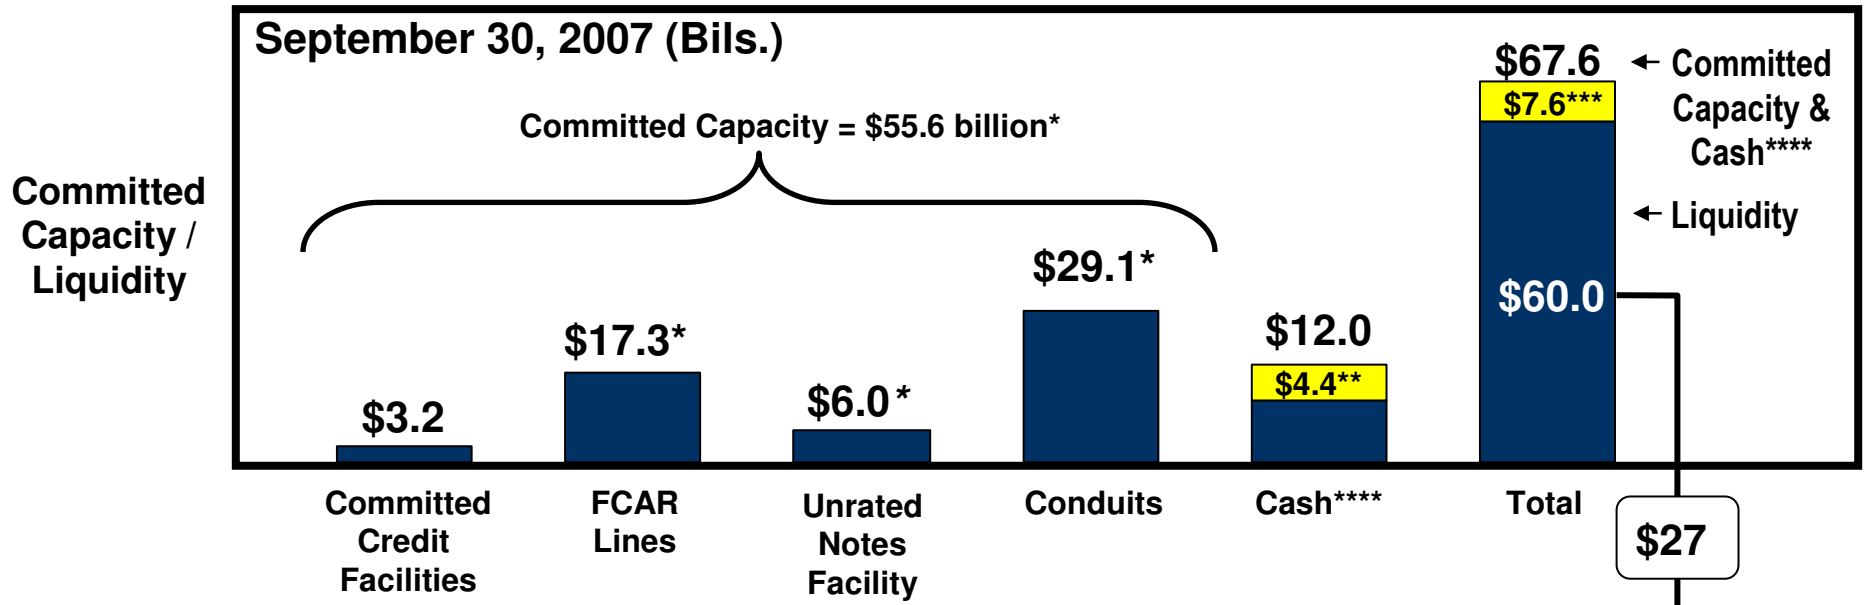 September 30, 2007 (Bils.)
Committed Capacity = $55.6 billion*
Committed
Capacity /
Liquidity
$3.2
$17.3*
$6.0*
$29.1*
$12.0
$4.4**
$67.6
$7.6***
$60.0
← Committed
Capacity &
Cash****
← Liquidity
Committed
Credit
Facilities
FCAR
Lines
Unrated
Notes
Facility
Conduits
Cash****
Total
$27